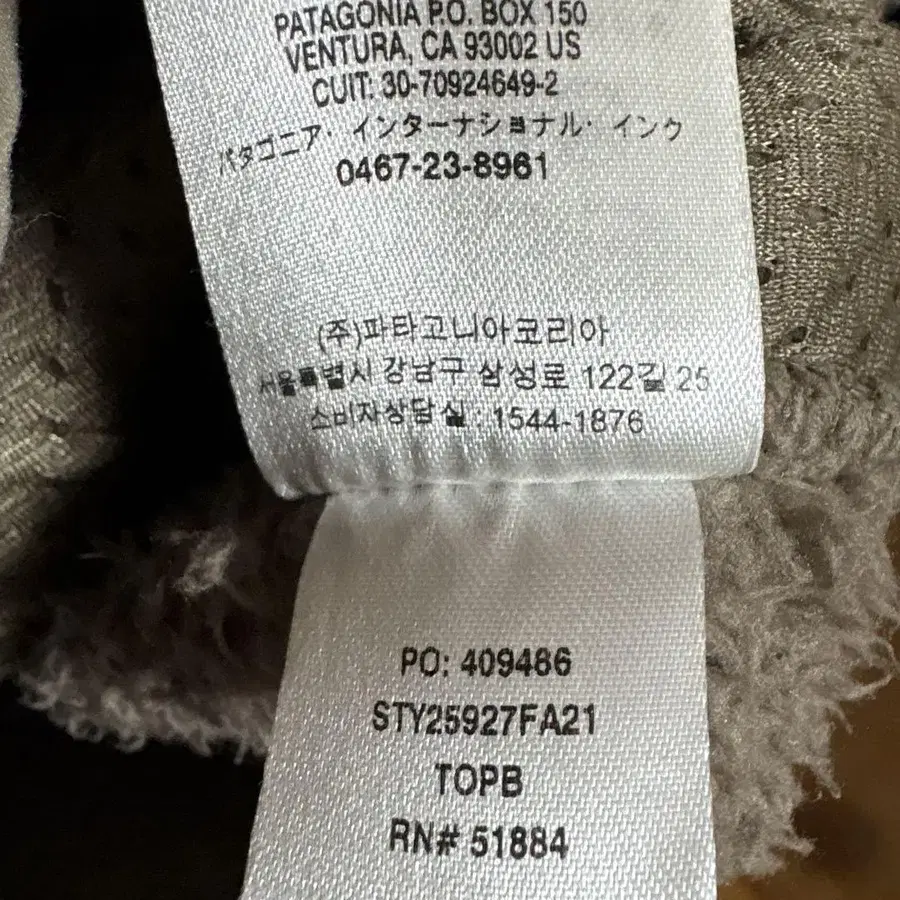 PATAGONIA P.O. BOX 150
VENTURA, CA 93002 US
CUIT: 30-70924649-2
パタゴニア・インターナショナル・インク
0467-23-8961
(주)파타고니아코리아
서울특별시 강남구 삼성로 122길 25
소비자상담실 : 1544-1876
PO: 409486
STY25927FA21
TOPB
RN# 51884